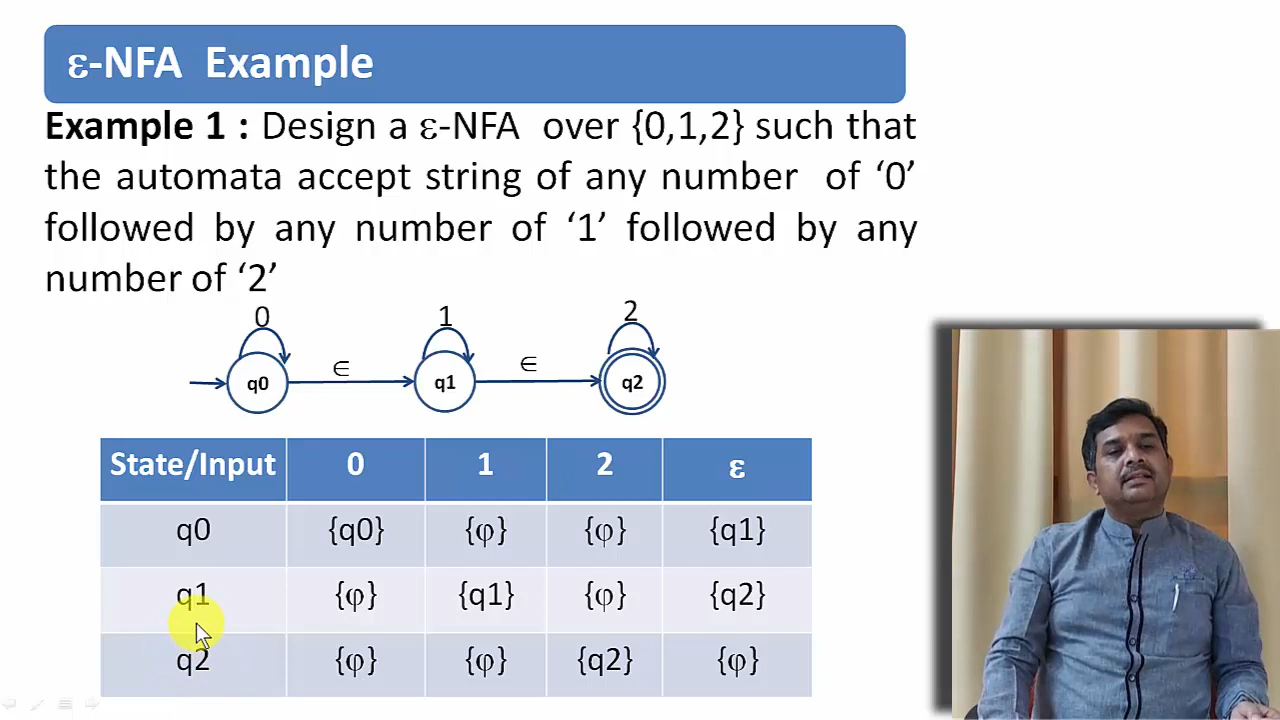 ε-NFA Example
Example 1 : Design a ε-NFA over {0,1,2} such that
the automata accept string of any number of ‘0’
followed by any number of ‘1’ followed by any
number of ‘2’
0 1 2
∈ ∈
q0 q1 q2
State/Input 0 1 2 ε
q0 {q0} {φ} {φ} {q1}
q1 {φ} {q1} {φ} {q2}
q2 {φ} {φ} {q2} {φ}